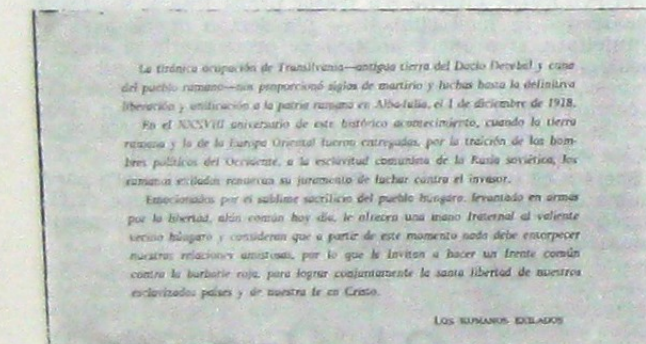 La tiránica ocupación de Transilvania—antigua tierra del Dacio Decebal y cuna
del pueblo rumano—nos proporcionó siglos de martirio y luchas hasta la definitiva
liberación y unificación a la patria rumana en Alba-Iulia, el 1 de diciembre de 1918.
En el XXXVIII aniversario de este histórico acontecimiento, cuando la tierra
rumana y la de la Europa Oriental fueron entregadas, por la traición de los hom-
bres políticos del Occidente, a la esclavitud comunista de la Rusia soviética, los
rumanos exilados renuevan su juramento de luchar contra el invasor.
Emocionados por el sublime sacrificio del pueblo húngaro, levantado en armas
por la libertad, afán común hoy día, le ofrecen una mano fraternal al valiente
vecino húngaro y consideran que a partir de este momento nada debe entorpecer
nuestras relaciones amistosas, por lo que le invitan a hacer un frente común
contra la barbarie roja, para lograr conjuntamente la santa libertad de nuestros
esclavizados países y de nuestra fe en Cristo.
LOS RUMANOS EXILADOS